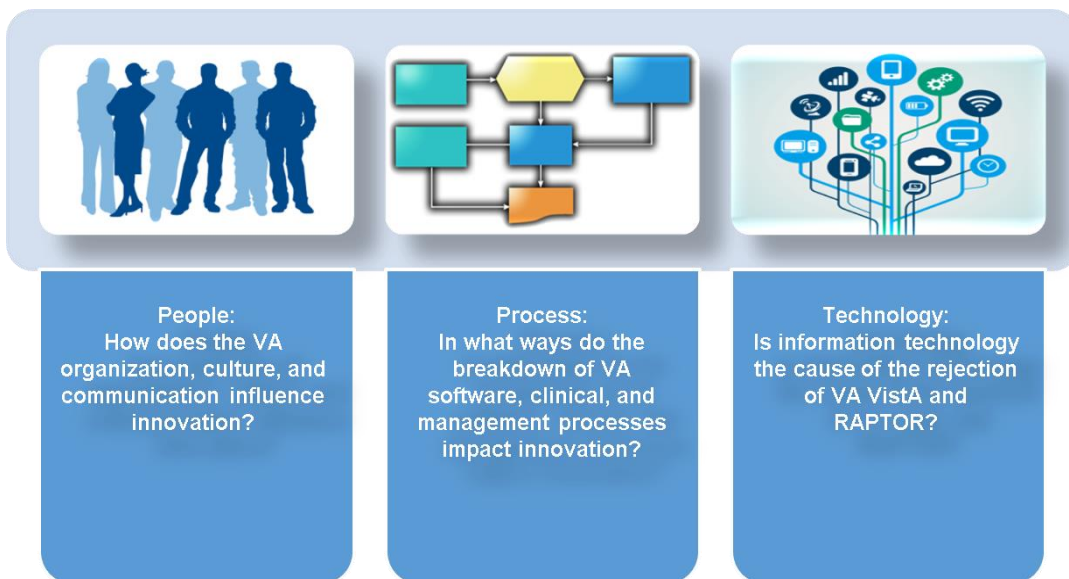 People:
How does the VA
organization, culture, and
communication influence
innovation?
Process:
In what ways do the
breakdown of VA
software, clinical, and
management processes
impact innovation?
Technology:
Is information technology
the cause of the rejection
of VA VistA and
RAPTOR?